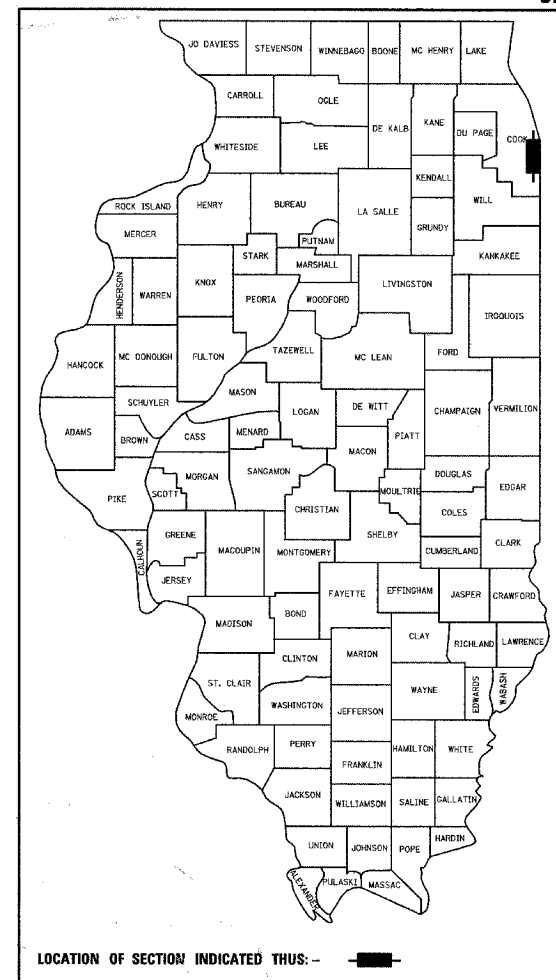 JO DAVIESS STEVENSON WINNEBAGO BOONE MC HENRY LAKE
CARROLL OGLE DE KALB KANE DU PAGE COOK
WHITESIDE LEE
KENDALL WILL
ROCK ISLAND HENRY BUREAU LA SALLE GRUNDY
MERCER PUTNAM
STARK MARSHALL KANKAKEE
HENDERSON WARREN KNOX PEORIA WOODFORD LIVINGSTON IROQUOIS
HANCOCK MC DONOUGH FULTON TAZEWELL MC LEAN FORD
MASON
SCHUYLER LOGAN DE WITT CHAMPAIGN VERMILION
ADAMS BROWN CASS MENARD MACON PIATT
SANGAMON DOUGLAS EDGAR
PIKE SCOTT MORGAN CHRISTIAN MOULTRIE COLES
GREENE MACOUPIN SHELBY
CALHOUN MONTGOMERY CUMBERLAND CLARK
JERSEY
FAYETTE EFFINGHAM JASPER CRAWFORD
MADISON BOND
CLAY RICHLAND LAWRENCE
CLINTON MARION
ST. CLAIR WAYNE EDWARDS WABASH
WASHINGTON JEFFERSON
MONROE
RANDOLPH PERRY HAMILTON WHITE
FRANKLIN
JACKSON WILLIAMSON SALINE GALLATIN
UNION JOHNSON POPE HARDIN
ALEXANDER PULASKI MASSAC
LOCATION OF SECTION INDICATED THUS: -